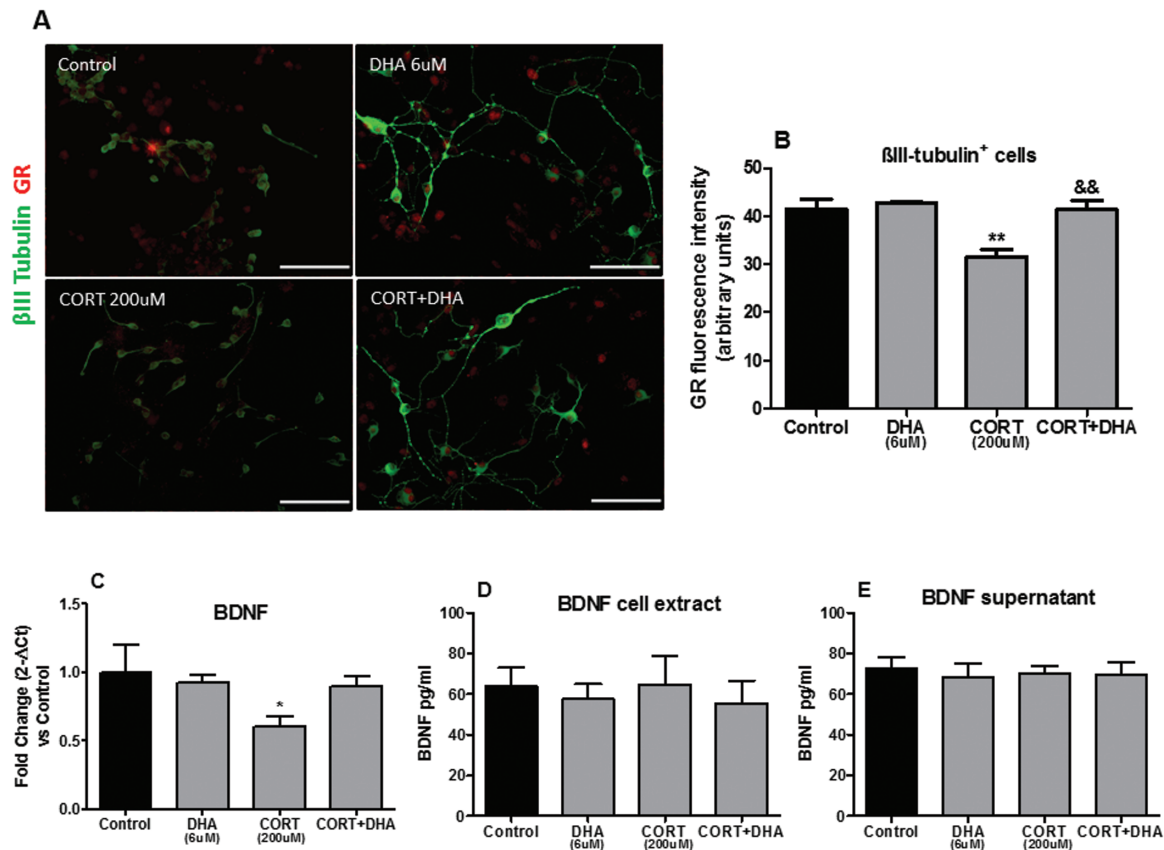 A
Control
DHA 6uM
CORT 200uM
CORT+DHA
βIII Tubulin GR
B
ßIII-tubulin⁺ cells
GR fluorescence intensity
(arbitrary units)
50
40
30
20
10
0
**
&&
Control
DHA
(6uM)
CORT
(200uM)
CORT+DHA
C
BDNF
Fold Change (2-ΔCt)
vs Control
1.5
1.0
0.5
0.0
*
Control
DHA
(6uM)
CORT
(200uM)
CORT+DHA
D
BDNF cell extract
BDNF pg/ml
100
80
60
40
20
0
Control
DHA
(6uM)
CORT
(200uM)
CORT+DHA
E
BDNF supernatant
BDNF pg/ml
100
80
60
40
20
0
Control
DHA
(6uM)
CORT
(200uM)
CORT+DHA